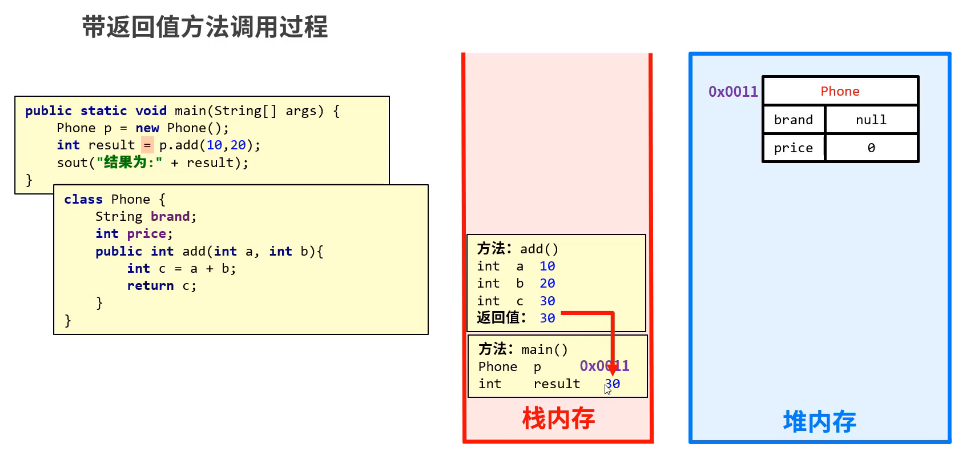 带返回值方法调用过程
public static void main(String[] args) {
    Phone p = new Phone();
    int result = p.add(10,20);
    sout("结果为:" + result);
}
class Phone {
    String brand;
    int price;
    public int add(int a, int b){
        int c = a + b;
        return c;
    }
}
方法：add()
int a 10
int b 20
int c 30
返回值： 30
方法：main()
Phone p 0x0011
int result 30
栈内存
0x0011 Phone
brand null
price 0
堆内存